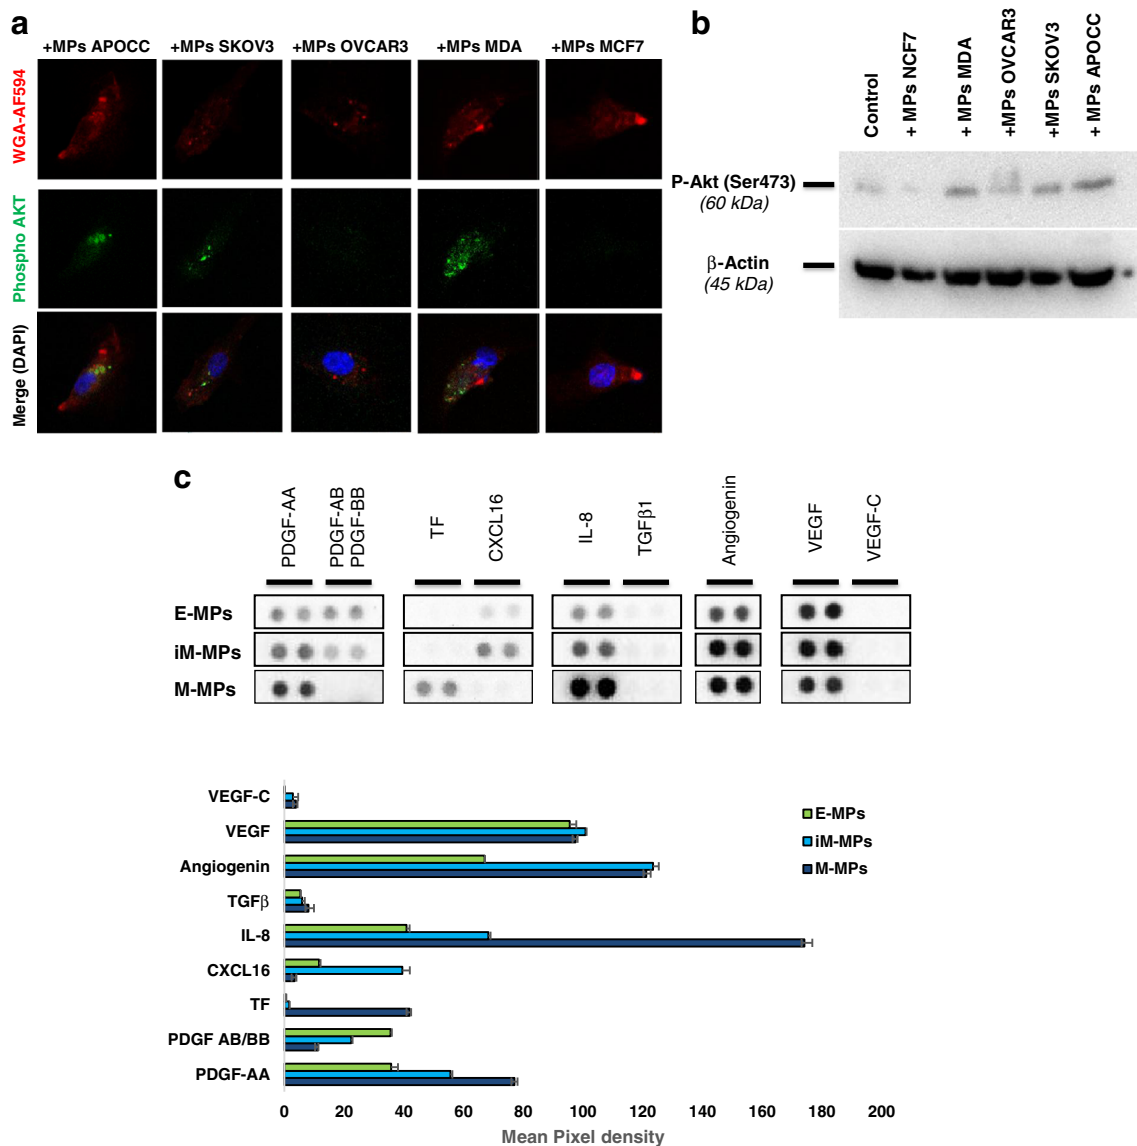 a
+MPs APOCC +MPs SKOV3 +MPs OVCAR3 +MPs MDA +MPs MCF7
WGA-AF594
Phospho AKT
Merge (DAPI)
b
Control
+ MPs NCF7
+ MPs MDA
+MPs OVCAR3
+MPs SKOV3
+ MPs APOCC
P-Akt (Ser473)
(60 kDa)
β-Actin
(45 kDa)
c
PDGF-AA
PDGF-AB
PDGF-BB
TF
CXCL16
IL-8
TGFβ1
Angiogenin
VEGF
VEGF-C
E-MPs
iM-MPs
M-MPs
VEGF-C
VEGF
Angiogenin
TGFβ
IL-8
CXCL16
TF
PDGF AB/BB
PDGF-AA
E-MPs
iM-MPs
M-MPs
0 20 40 60 80 100 120 140 160 180 200
Mean Pixel density